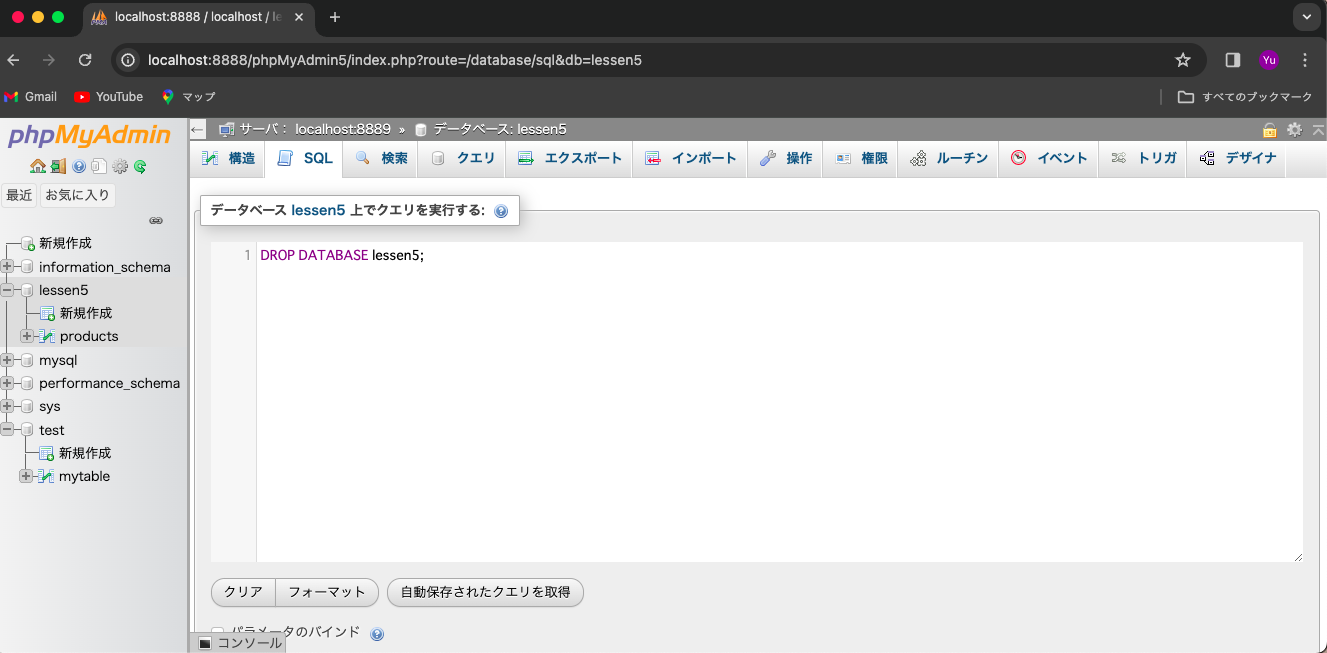 localhost:8888 / localhost / le
localhost:8888/phpMyAdmin5/index.php?route=/database/sql&db=lessen5
Yu
Gmail YouTube マップ すべてのブックマーク
phpMyAdmin
サーバ: localhost:8889 » データベース: lessen5
構造 SQL 検索 クエリ エクスポート インポート 操作 権限 ルーチン イベント トリガ デザイナ
最近 お気に入り
新規作成
information_schema
lessen5
新規作成
products
mysql
performance_schema
sys
test
新規作成
mytable
データベース lessen5 上でクエリを実行する:
1 DROP DATABASE lessen5;
クリア フォーマット 自動保存されたクエリを取得
パラメータのバインド
コンソール